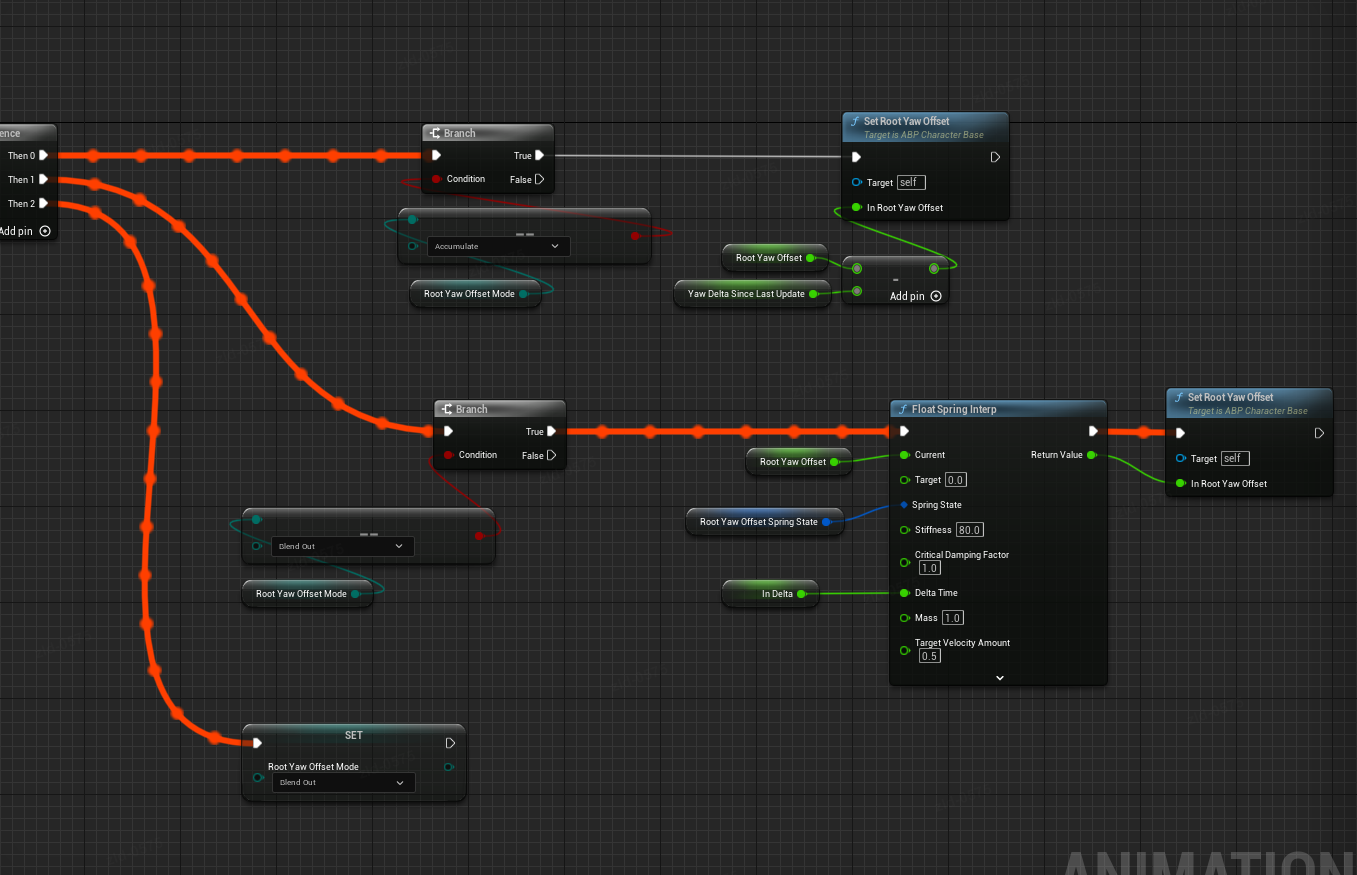 ence
Then 0
Then 1
Then 2
Add pin
Branch
True
Condition
False
==
Accumulate
Root Yaw Offset Mode
Set Root Yaw Offset
Target is ABP Character Base
Target self
In Root Yaw Offset
Root Yaw Offset
Yaw Delta Since Last Update
-
Add pin
Branch
True
Condition
False
==
Blend Out
Root Yaw Offset Mode
Root Yaw Offset
Root Yaw Offset Spring State
In Delta
Float Spring Interp
Current
Return Value
Target 0.0
Spring State
Stiffness 80.0
Critical Damping Factor
1.0
Delta Time
Mass 1.0
Target Velocity Amount
0.5
Set Root Yaw Offset
Target is ABP Character Base
Target self
In Root Yaw Offset
SET
Root Yaw Offset Mode
Blend Out
ANIMATION